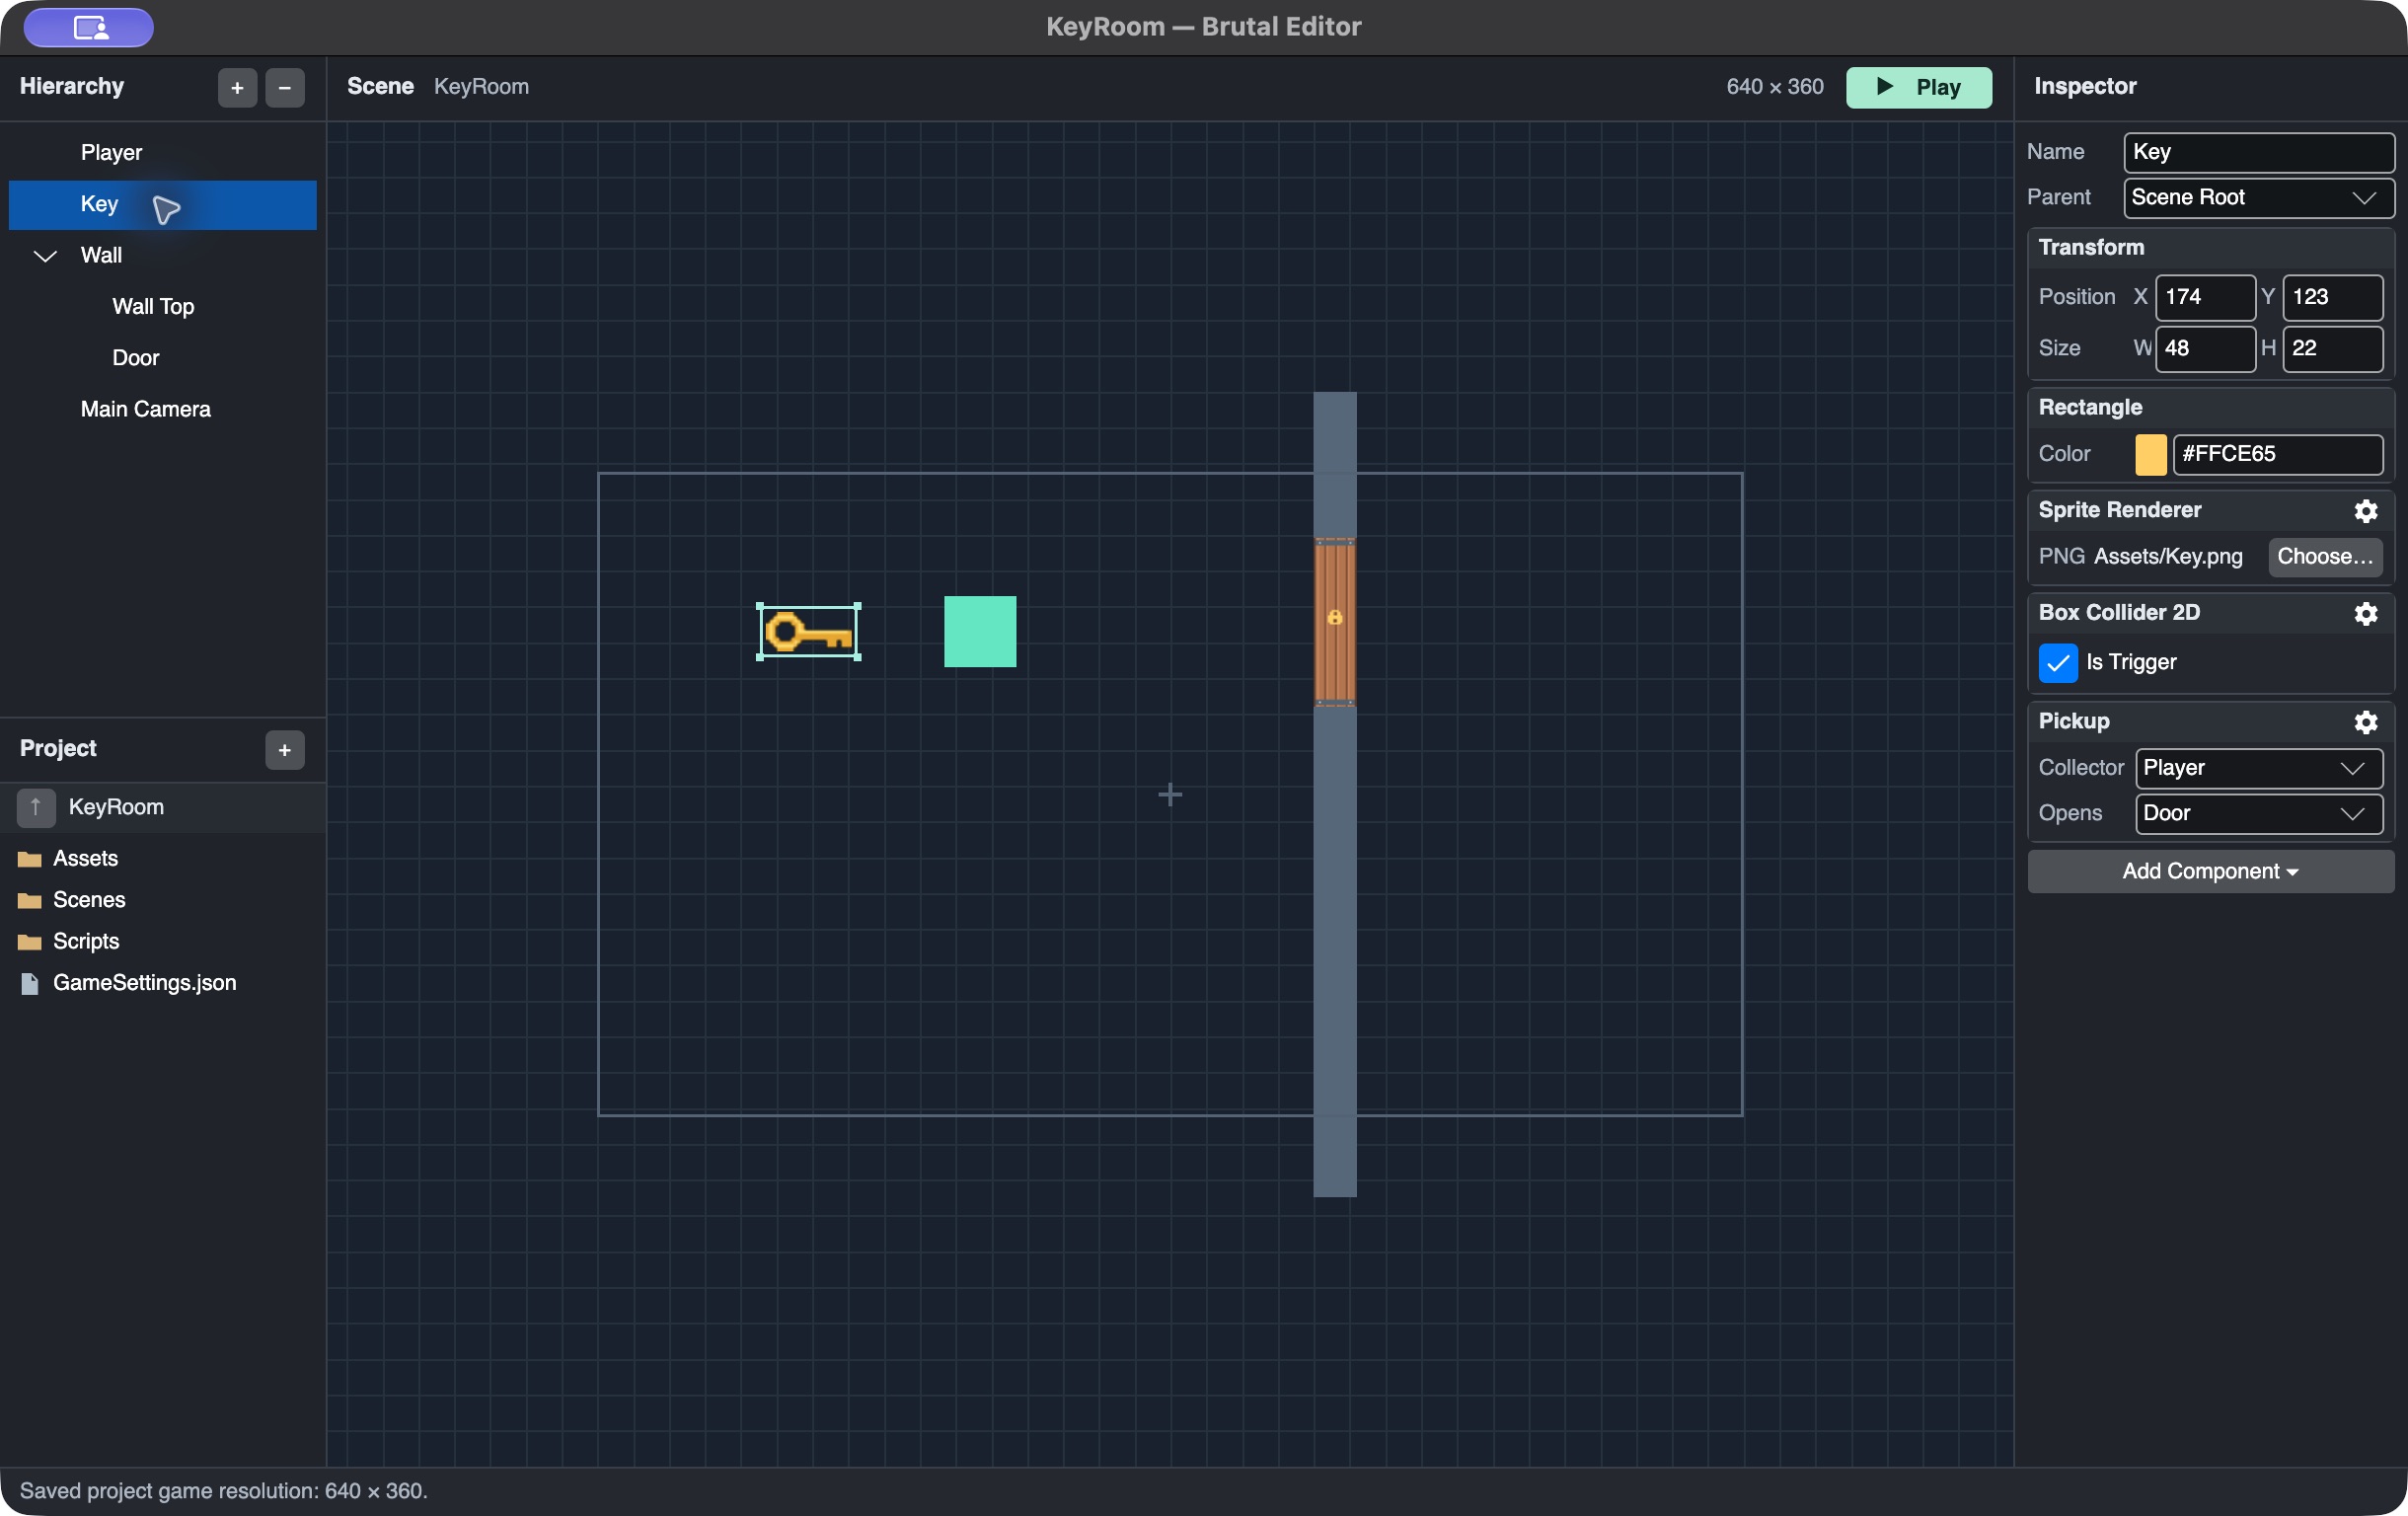 KeyRoom — Brutal Editor
Hierarchy + −
Player
Key
Wall
Wall Top
Door
Main Camera
Project +
↑ KeyRoom
Assets
Scenes
Scripts
GameSettings.json
Scene KeyRoom 640 × 360 Play
Inspector
Name Key
Parent Scene Root
Transform
Position X 174 Y 123
Size W 48 H 22
Rectangle
Color #FFCE65
Sprite Renderer
PNG Assets/Key.png Choose...
Box Collider 2D
Is Trigger
Pickup
Collector Player
Opens Door
Add Component
Saved project game resolution: 640 × 360.